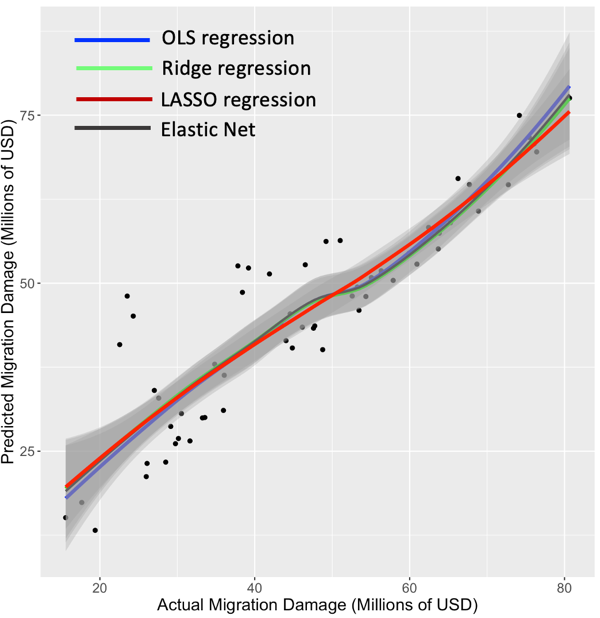 OLS regression
Ridge regression
LASSO regression
Elastic Net
Predicted Migration Damage (Millions of USD)
75
50
25
20
40
60
80
Actual Migration Damage (Millions of USD)